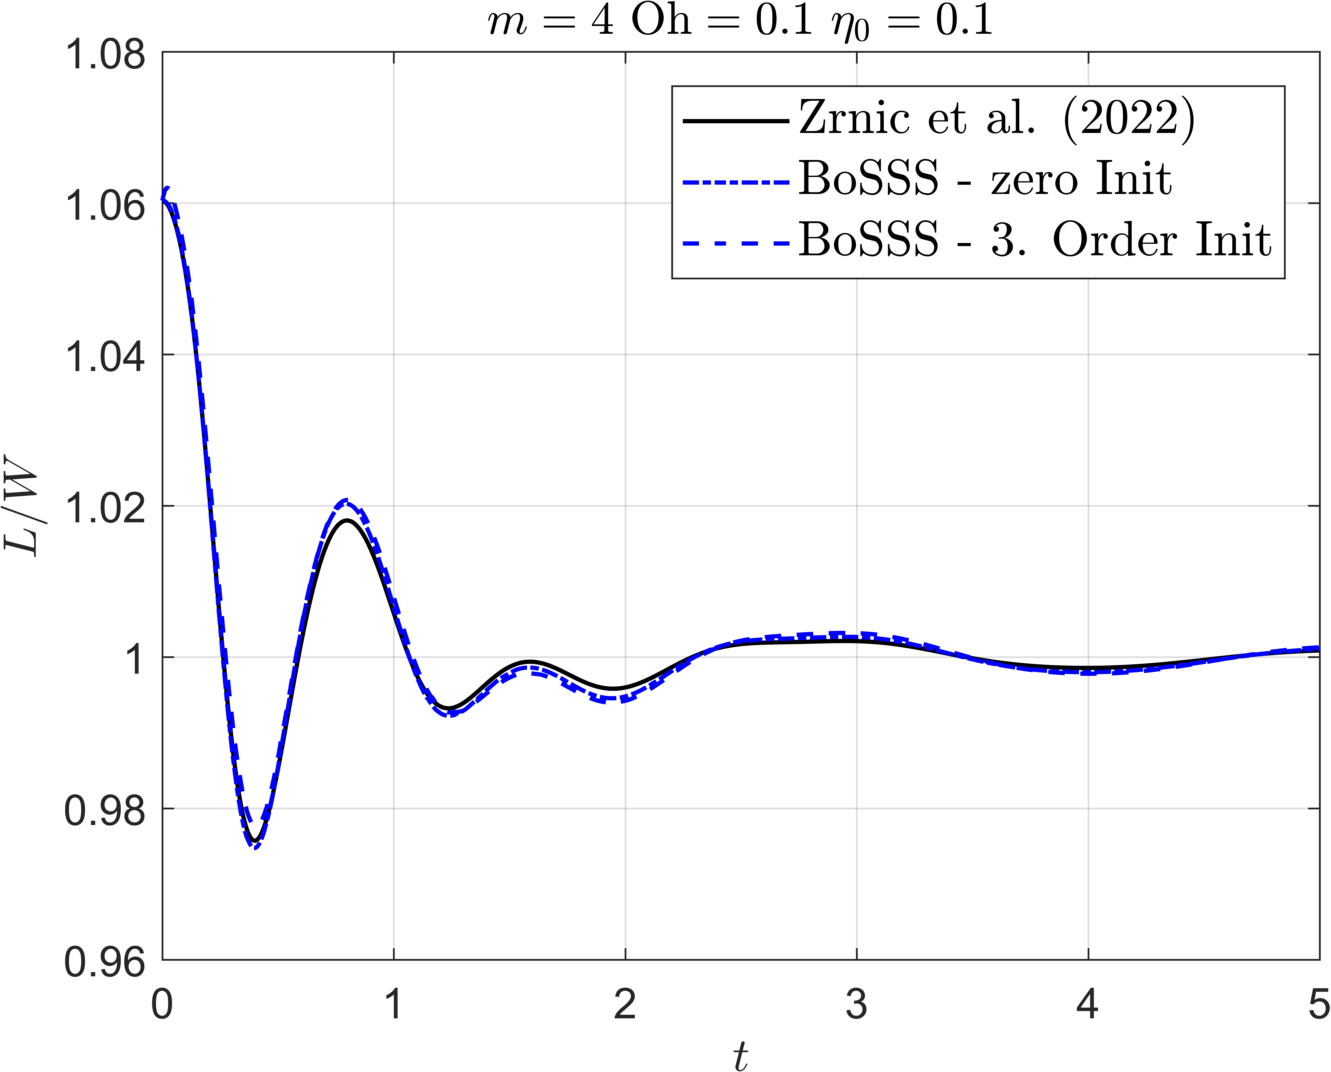 m = 4 Oh = 0.1 η₀ = 0.1
1.08
1.06
1.04
1.02
1
0.98
0.96
L/W
Zrnic et al. (2022)
BoSSS - zero Init
BoSSS - 3. Order Init
0 1 2 3 4 5
t